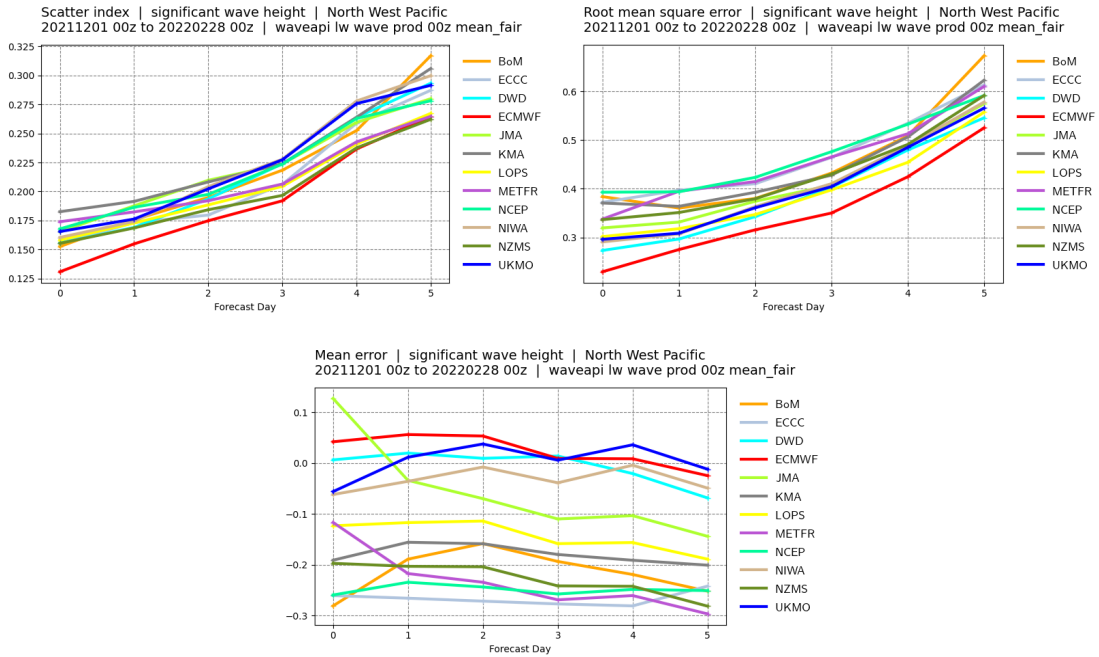 Scatter index | significant wave height | North West Pacific
20211201 00z to 20220228 00z | waveapi lw wave prod 00z mean_fair
0.325
0.300
0.275
0.250
0.225
0.200
0.175
0.150
0.125
0 1 2 3 4 5
Forecast Day
BoM
ECCC
DWD
ECMWF
JMA
KMA
LOPS
METFR
NCEP
NIWA
NZMS
UKMO
Root mean square error | significant wave height | North West Pacific
20211201 00z to 20220228 00z | waveapi lw wave prod 00z mean_fair
0.6
0.5
0.4
0.3
0 1 2 3 4 5
Forecast Day
BoM
ECCC
DWD
ECMWF
JMA
KMA
LOPS
METFR
NCEP
NIWA
NZMS
UKMO
Mean error | significant wave height | North West Pacific
20211201 00z to 20220228 00z | waveapi lw wave prod 00z mean_fair
0.1
0.0
−0.1
−0.2
−0.3
0 1 2 3 4 5
Forecast Day
BoM
ECCC
DWD
ECMWF
JMA
KMA
LOPS
METFR
NCEP
NIWA
NZMS
UKMO